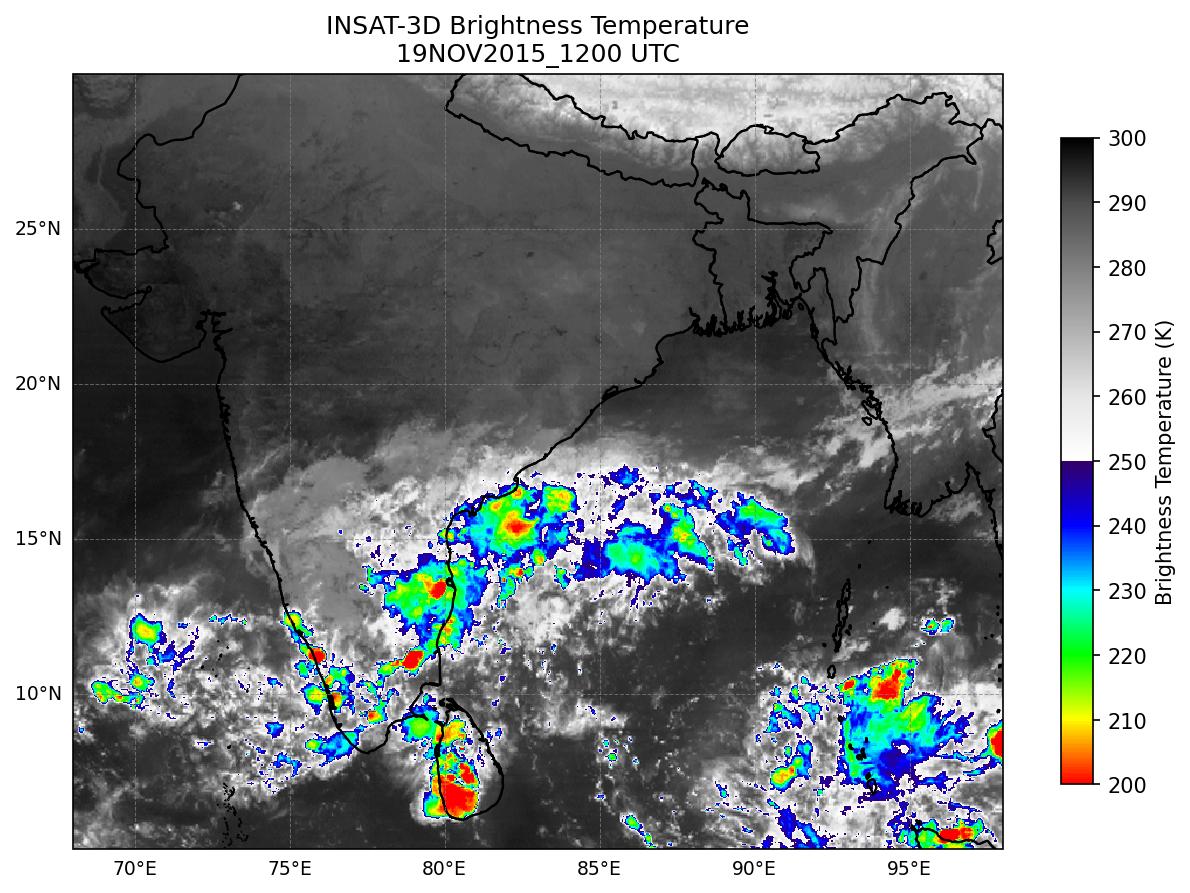 INSAT-3D Brightness Temperature
19NOV2015_1200 UTC
25°N
20°N
15°N
10°N
70°E
75°E
80°E
85°E
90°E
95°E
300
290
280
270
260
250
240
230
220
210
200
Brightness Temperature (K)